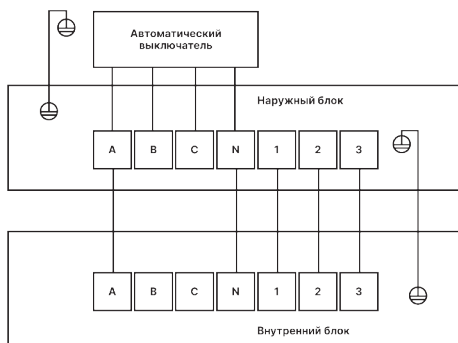 Автоматический
выключатель
Наружный блок
A B C N 1 2 3
A B C N 1 2 3
Внутренний блок